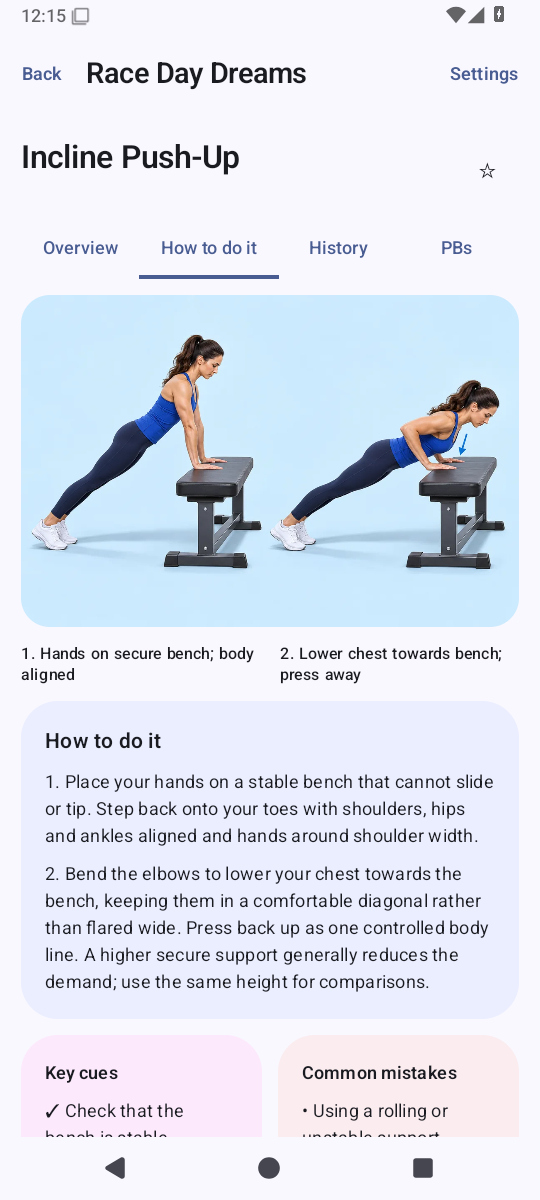 12:15
Back
Race Day Dreams
Settings
Incline Push-Up
☆
Overview
How to do it
History
PBs
1. Hands on secure bench; body
aligned
2. Lower chest towards bench;
press away
How to do it
1. Place your hands on a stable bench that cannot slide
or tip. Step back onto your toes with shoulders, hips
and ankles aligned and hands around shoulder width.
2. Bend the elbows to lower your chest towards the
bench, keeping them in a comfortable diagonal rather
than flared wide. Press back up as one controlled body
line. A higher secure support generally reduces the
demand; use the same height for comparisons.
Key cues
✓ Check that the
bench is stable
Common mistakes
• Using a rolling or
unstable support